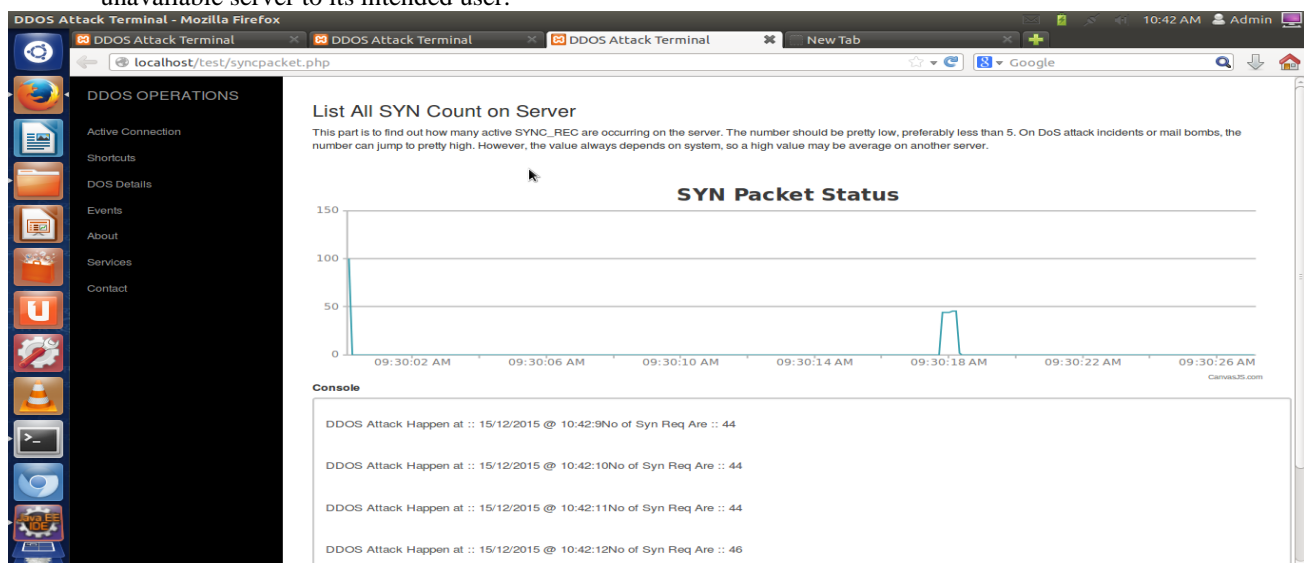 unavailable server to its intended user.
DDOS Attack Terminal - Mozilla Firefox
10:42 AM Admin
DDOS Attack Terminal
DDOS Attack Terminal
DDOS Attack Terminal
New Tab
localhost/test/syncpacket.php
Google
DDOS OPERATIONS
Active Connection
Shortcuts
DOS Details
Events
About
Services
Contact
List All SYN Count on Server
This part is to find out how many active SYNC_REC are occurring on the server. The number should be pretty low, preferably less than 5. On DoS attack incidents or mail bombs, the
number can jump to pretty high. However, the value always depends on system, so a high value may be average on another server.
SYN Packet Status
150
100
50
0
09:30:02 AM
09:30:06 AM
09:30:10 AM
09:30:14 AM
09:30:18 AM
09:30:22 AM
09:30:26 AM
CanvasJS.com
Console
DDOS Attack Happen at :: 15/12/2015 @ 10:42:9No of Syn Req Are :: 44
DDOS Attack Happen at :: 15/12/2015 @ 10:42:10No of Syn Req Are :: 44
DDOS Attack Happen at :: 15/12/2015 @ 10:42:11No of Syn Req Are :: 44
DDOS Attack Happen at :: 15/12/2015 @ 10:42:12No of Syn Req Are :: 46
Java EE
IDE